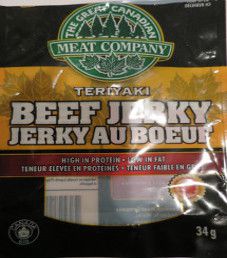 THE GREAT CANADIAN
MEAT COMPANY
TERIYAKI
BEEF JERKY
JERKY AU BOEUF
HIGH IN PROTEIN • LOW IN FAT
TENEUR ÉLEVÉE EN PROTÉINES • TENEUR FAIBLE EN
34 g